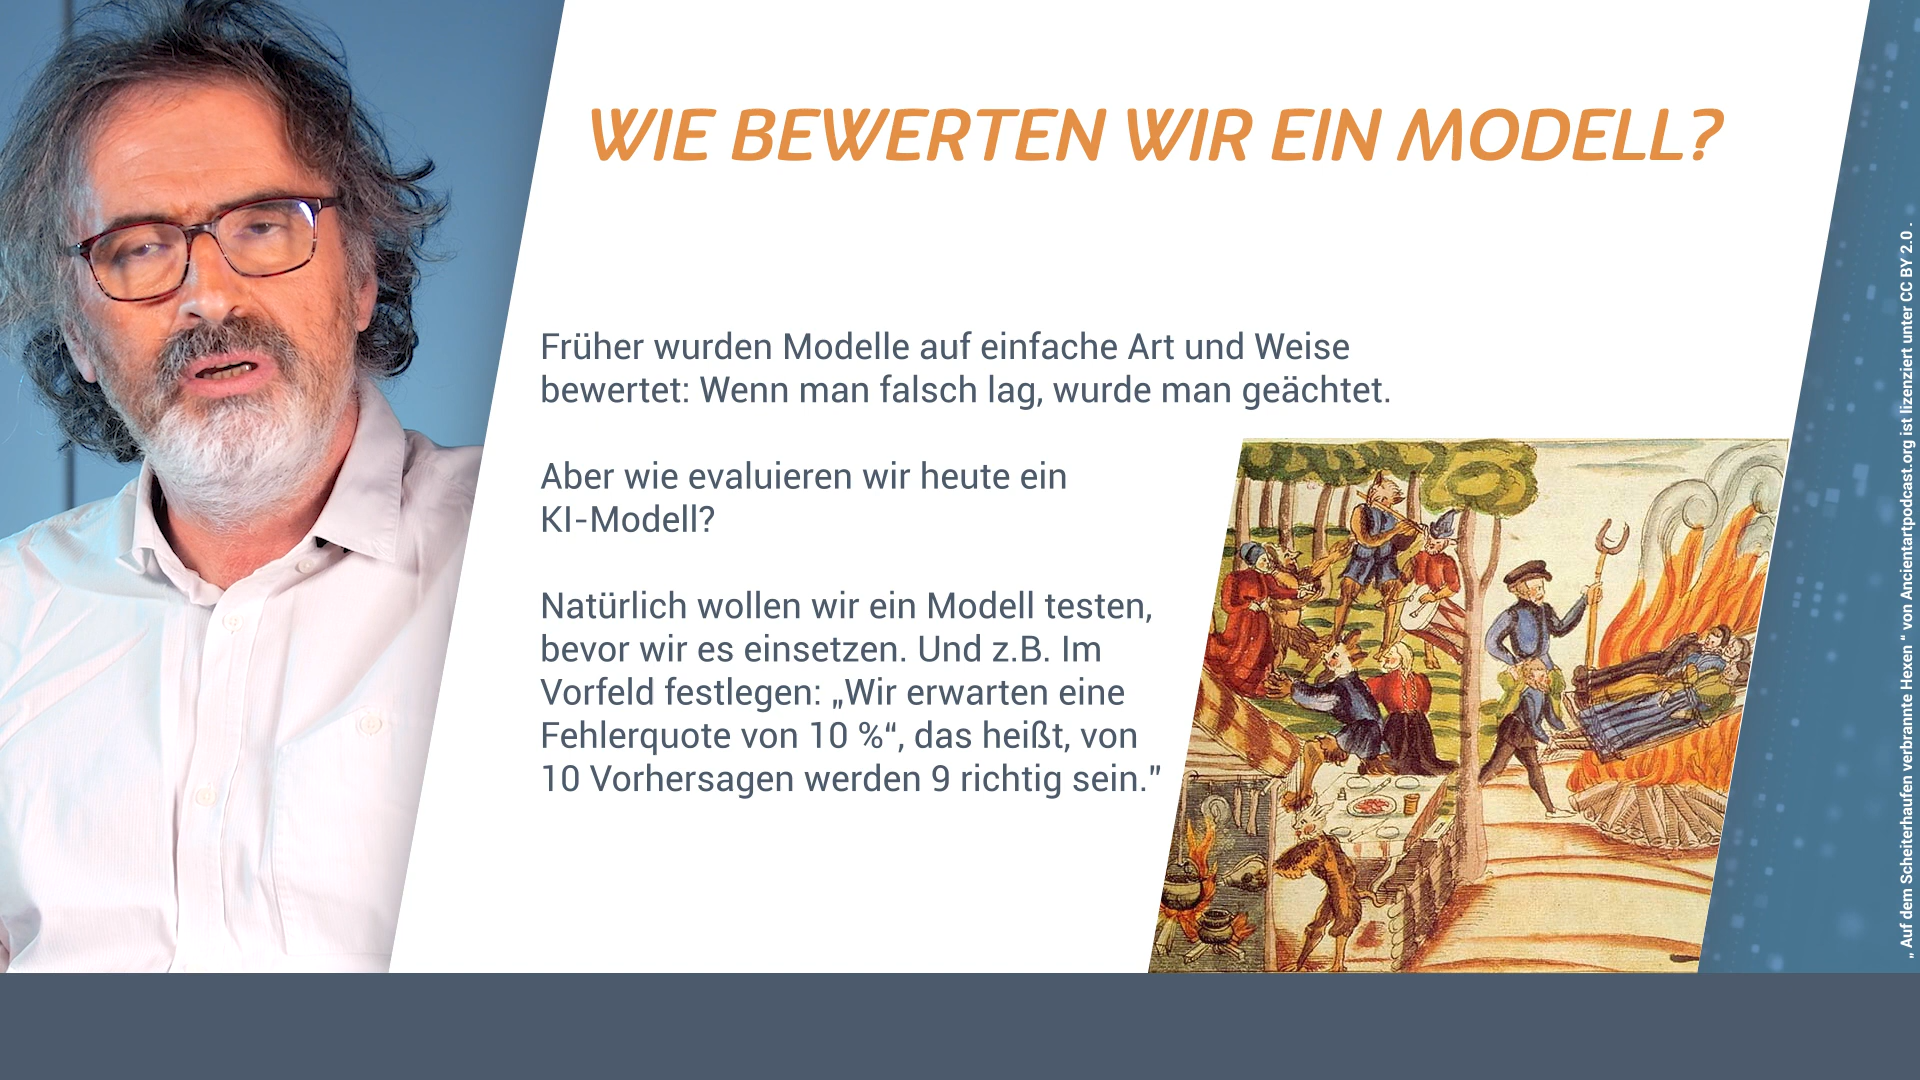 WIE BEWERTEN WIR EIN MODELL?
Früher wurden Modelle auf einfache Art und Weise
bewertet: Wenn man falsch lag, wurde man geächtet.
Aber wie evaluieren wir heute ein
KI-Modell?
Natürlich wollen wir ein Modell testen,
bevor wir es einsetzen. Und z.B. Im
Vorfeld festlegen: „Wir erwarten eine
Fehlerquote von 10 %“, das heißt, von
10 Vorhersagen werden 9 richtig sein.”
„ Auf dem Scheiterhaufen verbrannte Hexen “ von Ancientartpodcast.org ist lizenziert unter CC BY 2.0 .